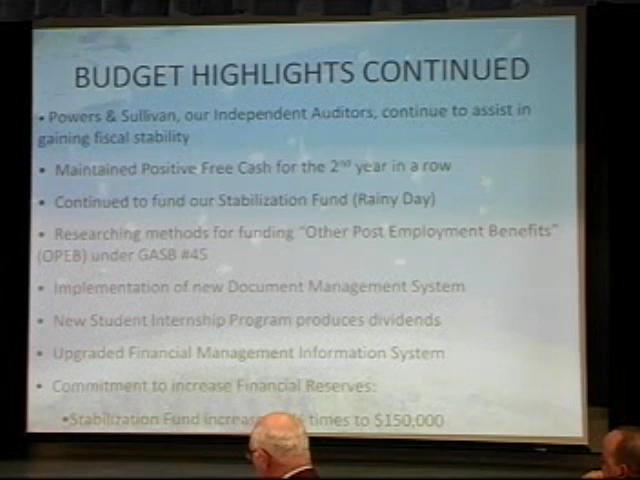 BUDGET HIGHLIGHTS CONTINUED
• Powers & Sullivan, our Independent Auditors, continue to assist in
gaining fiscal stability
• Maintained Positive Free Cash for the 2nd year in a row
• Continued to fund our Stabilization Fund (Rainy Day)
• Researching methods for funding "Other Post Employment Benefits"
(OPEB) under GASB #45
• Implementation of new Document Management System
• New Student Internship Program produces dividends
• Upgraded Financial Management Information System
• Commitment to increase Financial Reserves:
•Stabilization Fund times to $150,000